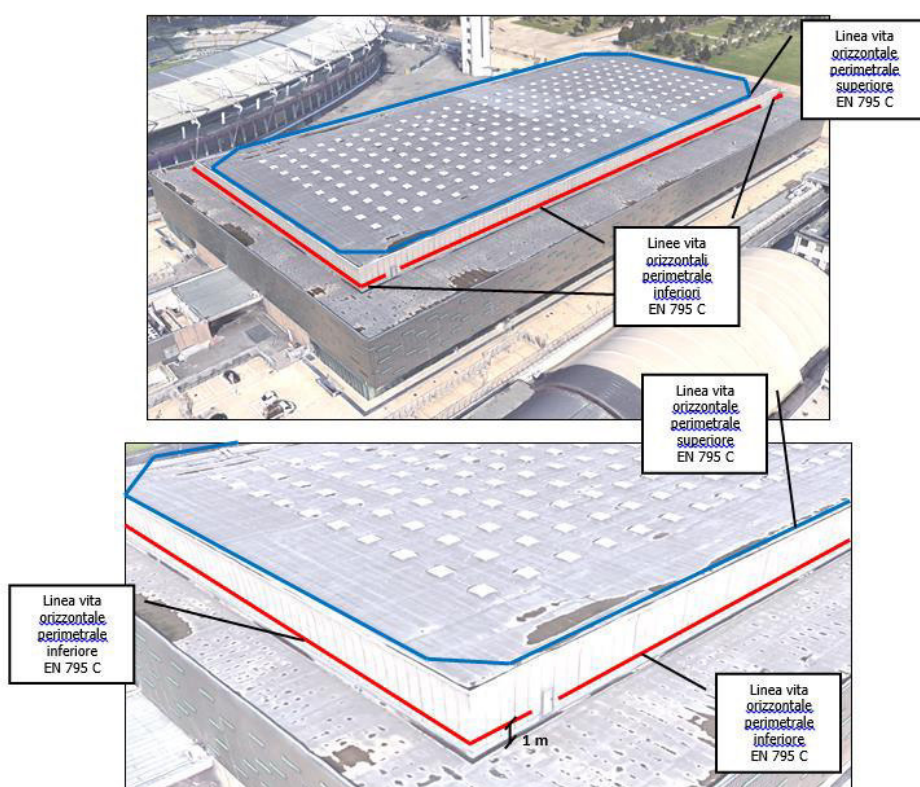 Linea vita
orizzontale
perimetrale
superiore
EN 795 C
Linee vita
orizzontali
perimetrale
inferiori
EN 795 C
Linea vita
orizzontale
perimetrale
superiore
EN 795 C
Linea vita
orizzontale
perimetrale
inferiore
EN 795 C
Linea vita
orizzontale
perimetrale
inferiore
EN 795 C
1 m